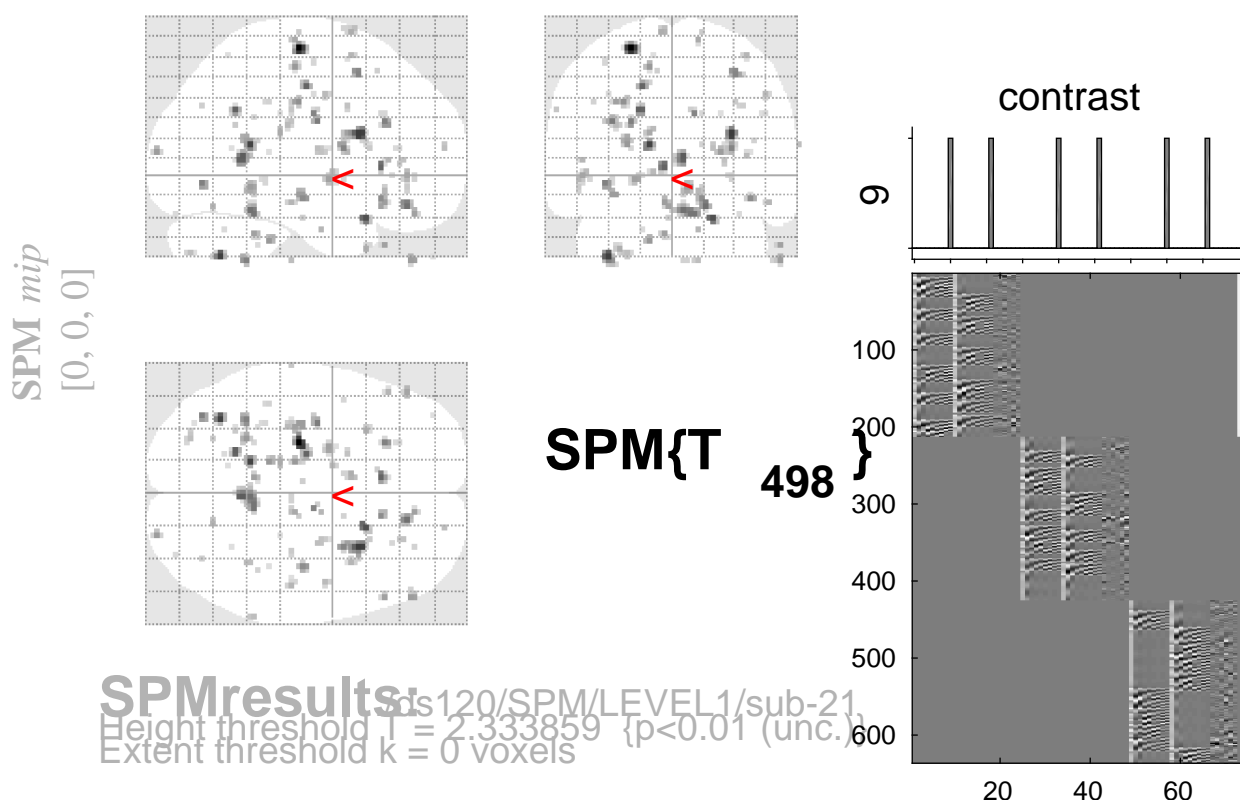 SPM mip
[0, 0, 0]
<
<
<
SPM{T498}
contrast
9
100
200
300
400
500
600
20
40
60
SPMresults: /ds120/SPM/LEVEL1/sub-21
Height threshold T = 2.333859 {p<0.01 (unc.)}
Extent threshold k = 0 voxels